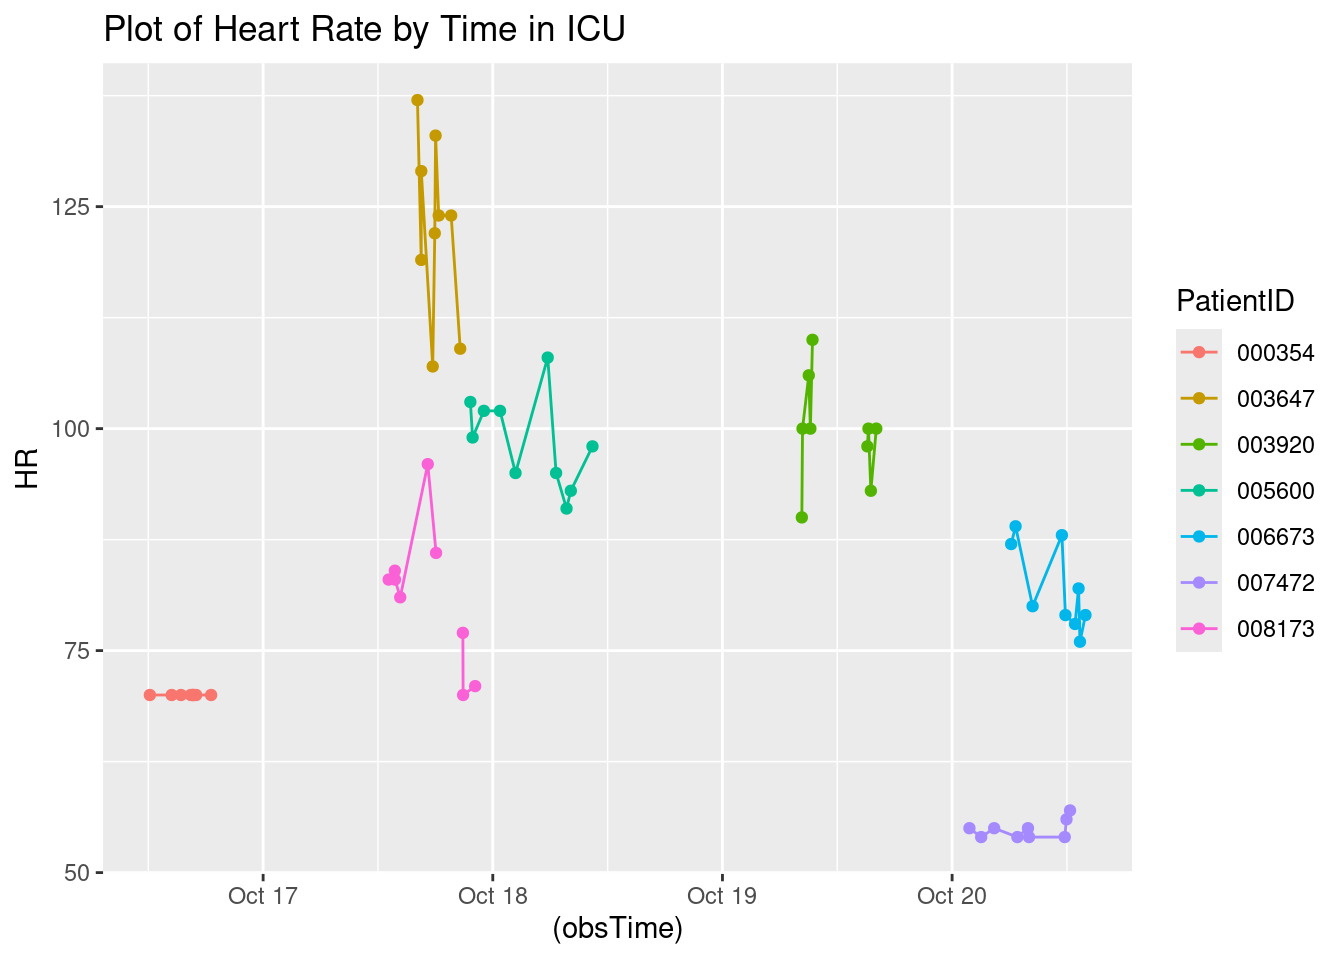 Plot of Heart Rate by Time in ICU
125
100
75
50
HR
Oct 17
Oct 18
Oct 19
Oct 20
(obsTime)
PatientID
000354
003647
003920
005600
006673
007472
008173